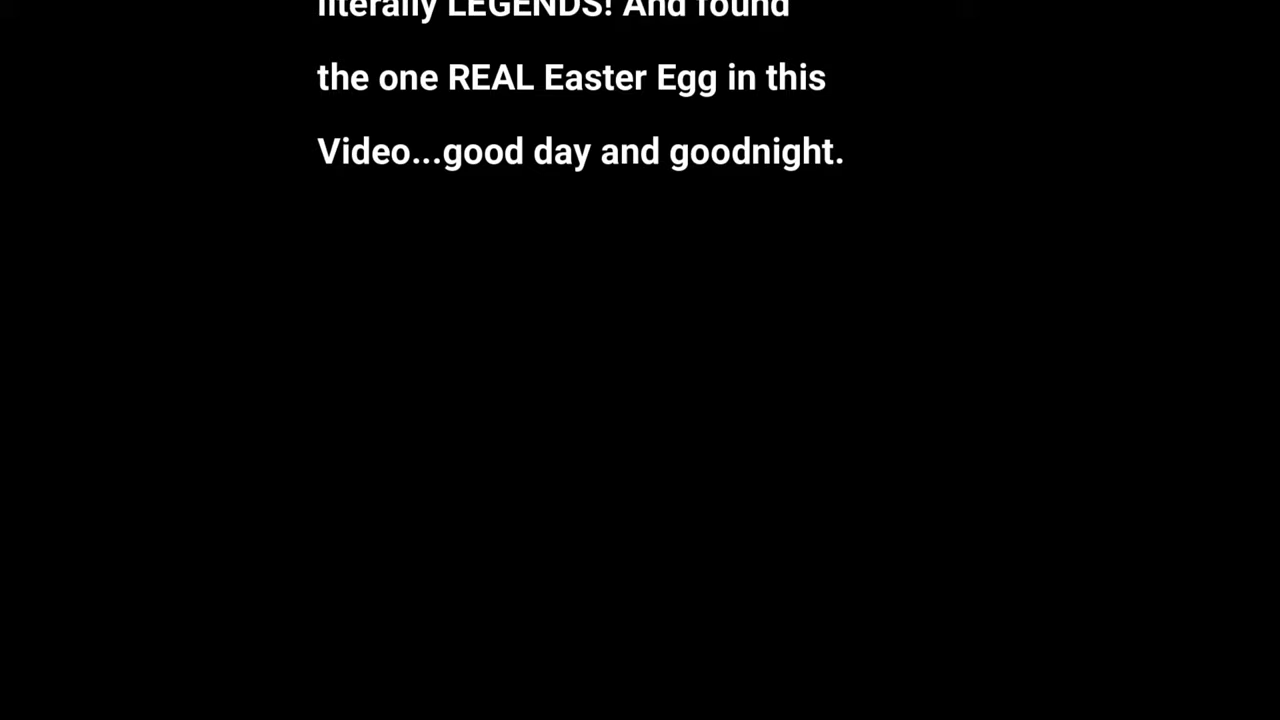 literally LEGENDS! And found
the one REAL Easter Egg in this
Video...good day and goodnight.